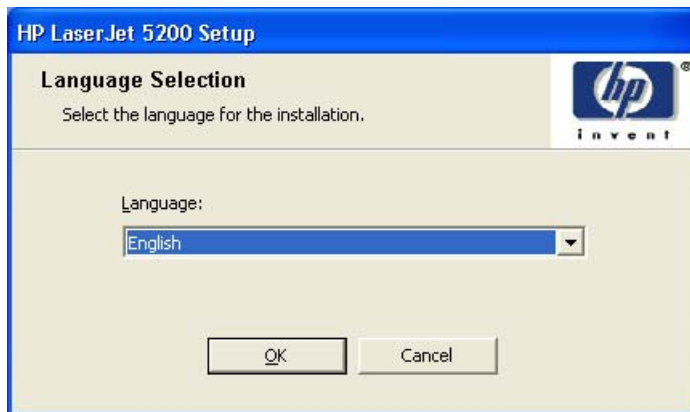 HP LaserJet 5200 Setup
Language Selection
Select the language for the installation.
hp
®
invent
Language:
English
OK
Cancel